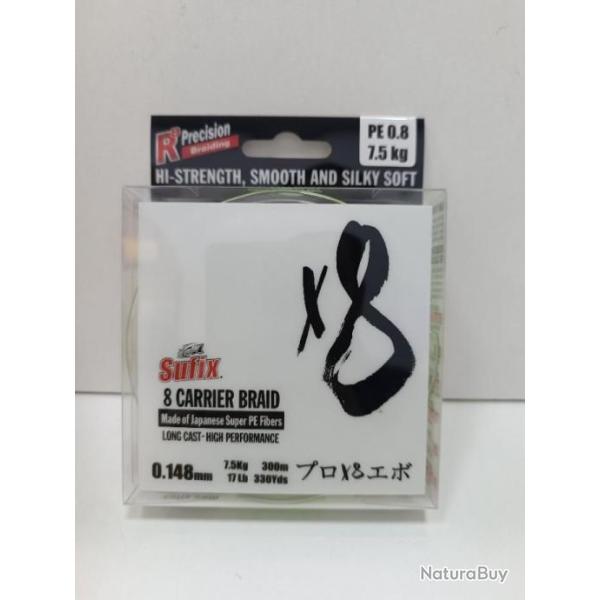 R3 Precision Braiding
PE 0.8
7.5 kg
HI-STRENGTH, SMOOTH AND SILKY SOFT
X8
Sufix
8 CARRIER BRAID
Made of Japanese Super PE Fibers
LONG CAST-HIGH PERFORMANCE
0.148mm
7.5Kg 300m
17 Lb 330Yds
プロX8エボ
NaturaBuy